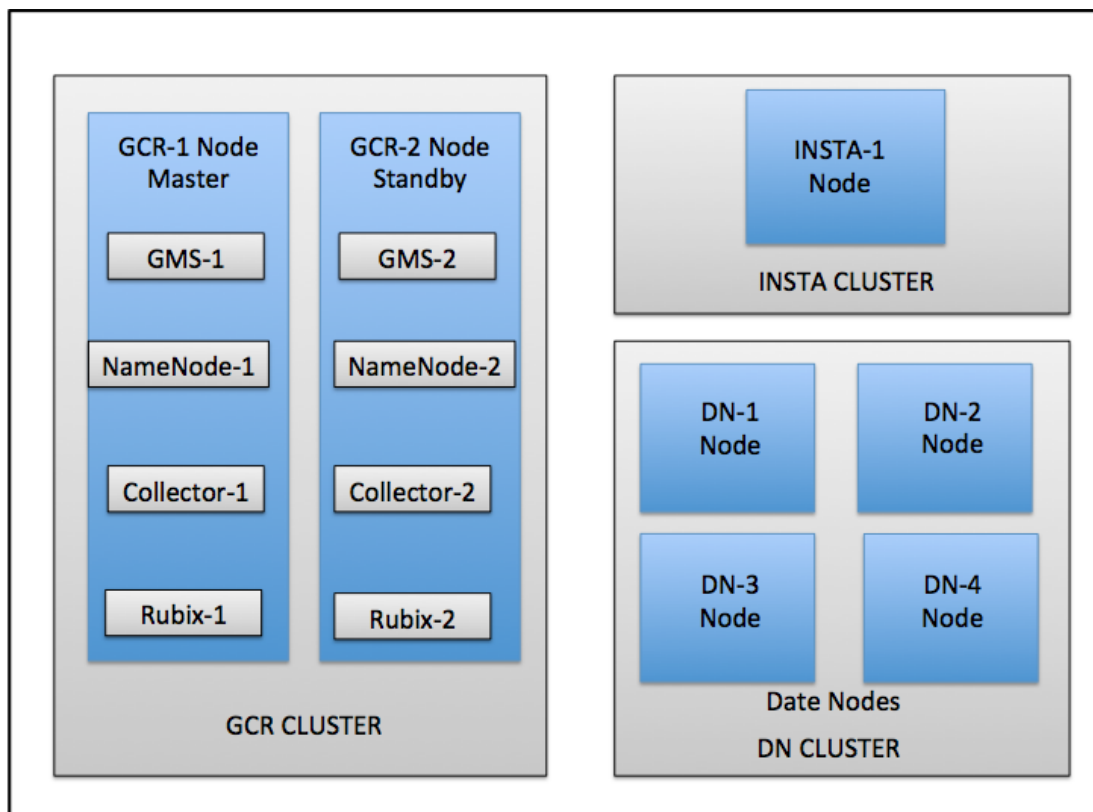 GCR-1 Node
Master
GMS-1
NameNode-1
Collector-1
Rubix-1
GCR-2 Node
Standby
GMS-2
NameNode-2
Collector-2
Rubix-2
GCR CLUSTER
INSTA-1
Node
INSTA CLUSTER
DN-1
Node
DN-2
Node
DN-3
Node
DN-4
Node
Date Nodes
DN CLUSTER